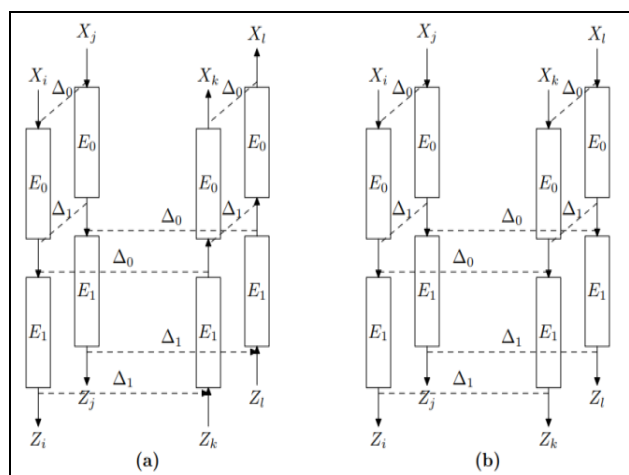 X_j X_l X_j X_l
X_i Δ_0 X_k Δ_0 X_i Δ_0 X_k Δ_0
E_0 E_0 E_0 E_0
E_0 E_0 E_0 E_0
Δ_1 Δ_0 Δ_1 Δ_1 Δ_0 Δ_1
Δ_0 Δ_0
E_1 E_1 E_1 E_1
E_1 E_1 E_1 E_1
Δ_1 Δ_1
Δ_1 Δ_1
Z_j Z_l Z_j Z_l
Z_i Z_k Z_i Z_k
(a) (b)